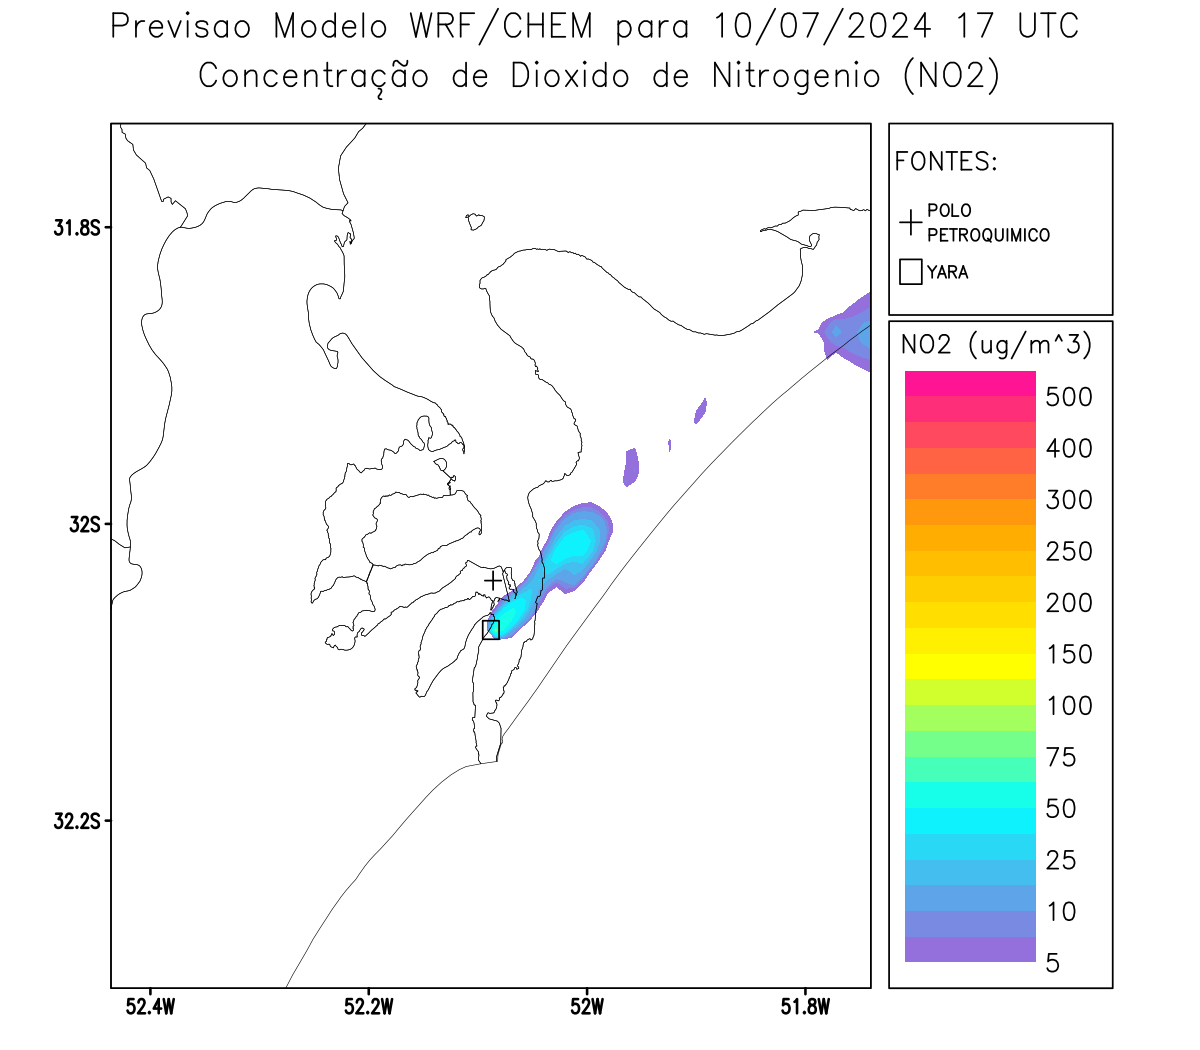 Previsao Modelo WRF/CHEM para 10/07/2024 17 UTC
Concentração de Dioxido de Nitrogenio (NO2)
FONTES:
POLO
PETROQUIMICO
YARA
31.8S
32S
32.2S
52.4W
52.2W
52W
51.8W
NO2 (ug/m^3)
500
400
300
250
200
150
100
75
50
25
10
5